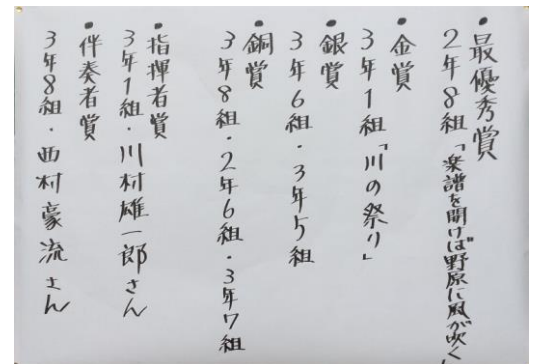 ●最優秀賞
2年8組「楽譜を開けば野原に風が吹く」
●金賞
3年1組「川の祭り」
●銀賞
3年6組・3年5組
●銅賞
3年8組・2年6組・3年7組
●指揮者賞
3年1組・川村雄一郎さん
●伴奏者賞
3年8組・西村豪流さん